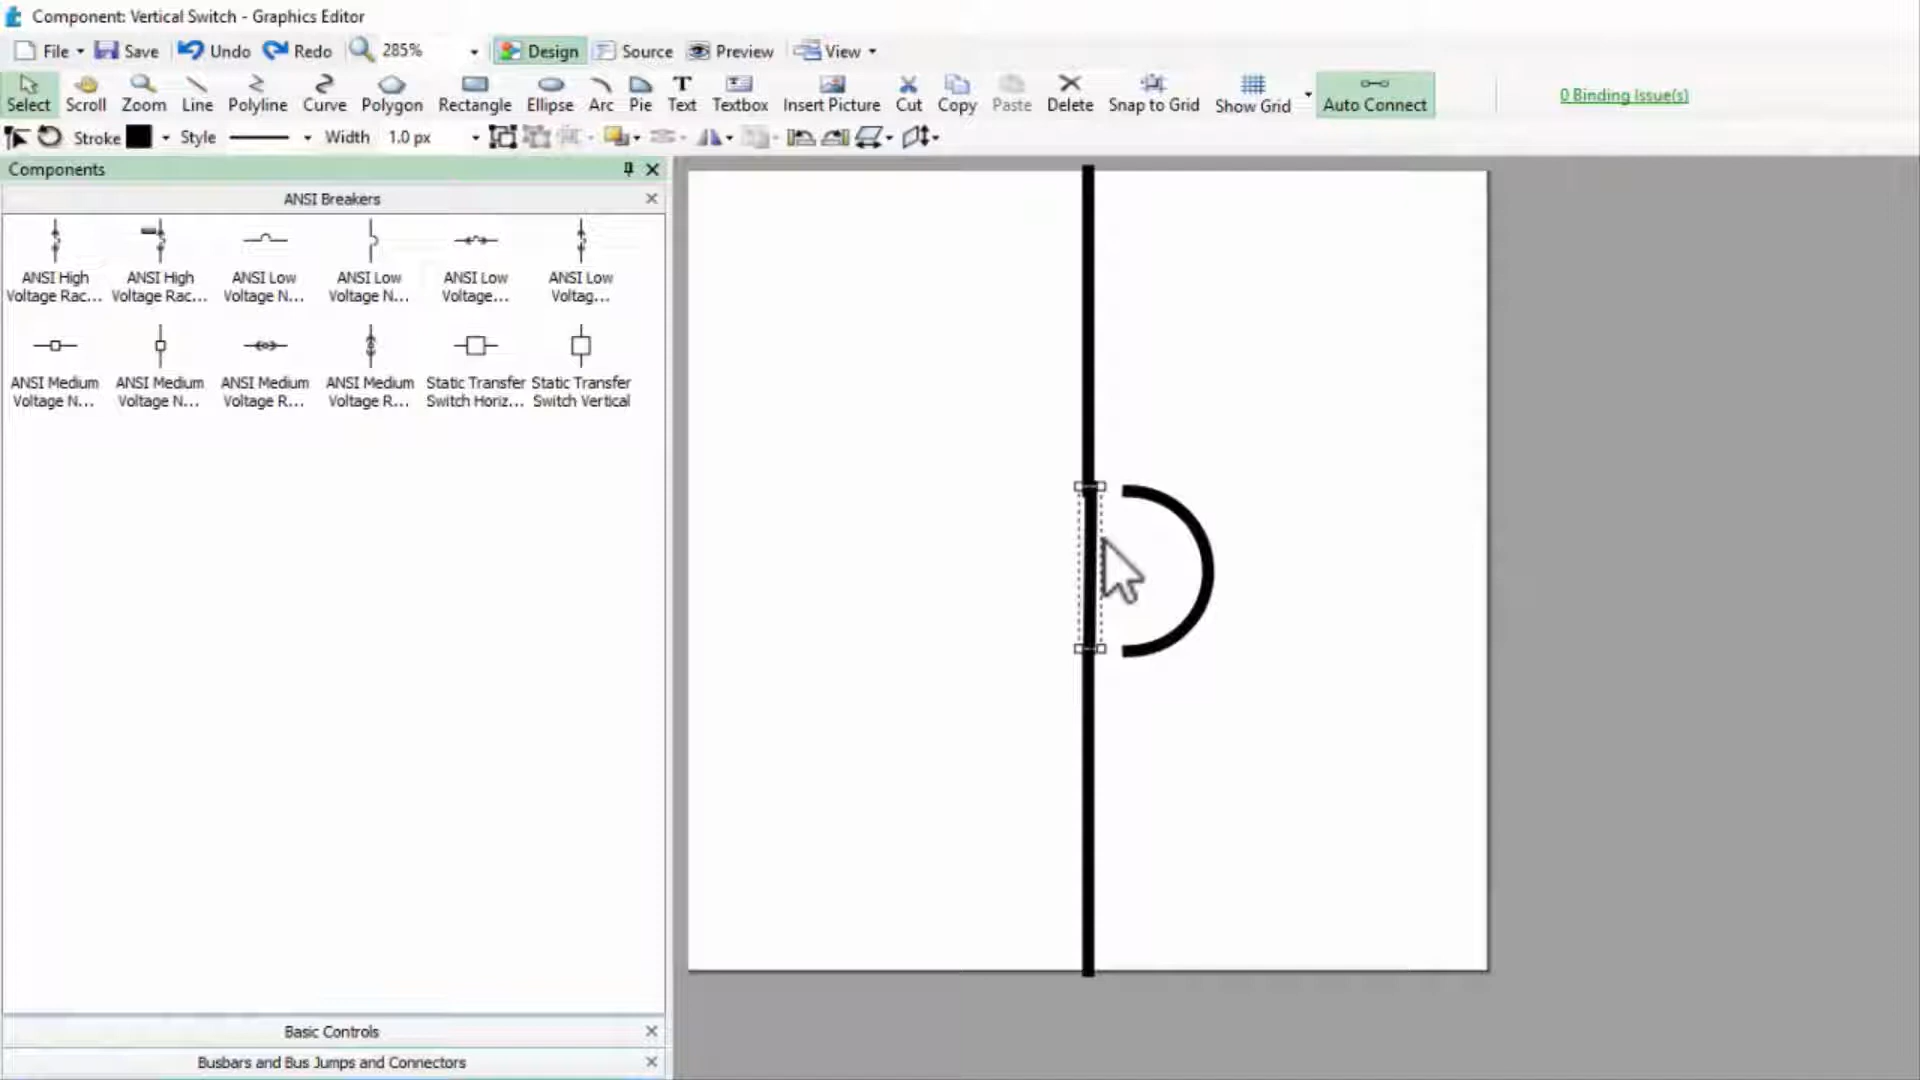 Component: Vertical Switch - Graphics Editor
File Save Undo Redo 285% Design Source Preview View
Select Scroll Zoom Line Polyline Curve Polygon Rectangle Ellipse Arc Pie Text Textbox Insert Picture Cut Copy Paste Delete Snap to Grid Show Grid Auto Connect 0 Binding Issue(s)
Stroke Style Width 1.0 px
Components
ANSI Breakers
ANSI High ANSI High ANSI Low ANSI Low ANSI Low ANSI Low
Voltage Rac... Voltage Rac... Voltage N... Voltage N... Voltage... Voltag...
ANSI Medium ANSI Medium ANSI Medium ANSI Medium Static Transfer Static Transfer
Voltage N... Voltage N... Voltage R... Voltage R... Switch Horiz... Switch Vertical
Basic Controls
Busbars and Bus Jumps and Connectors